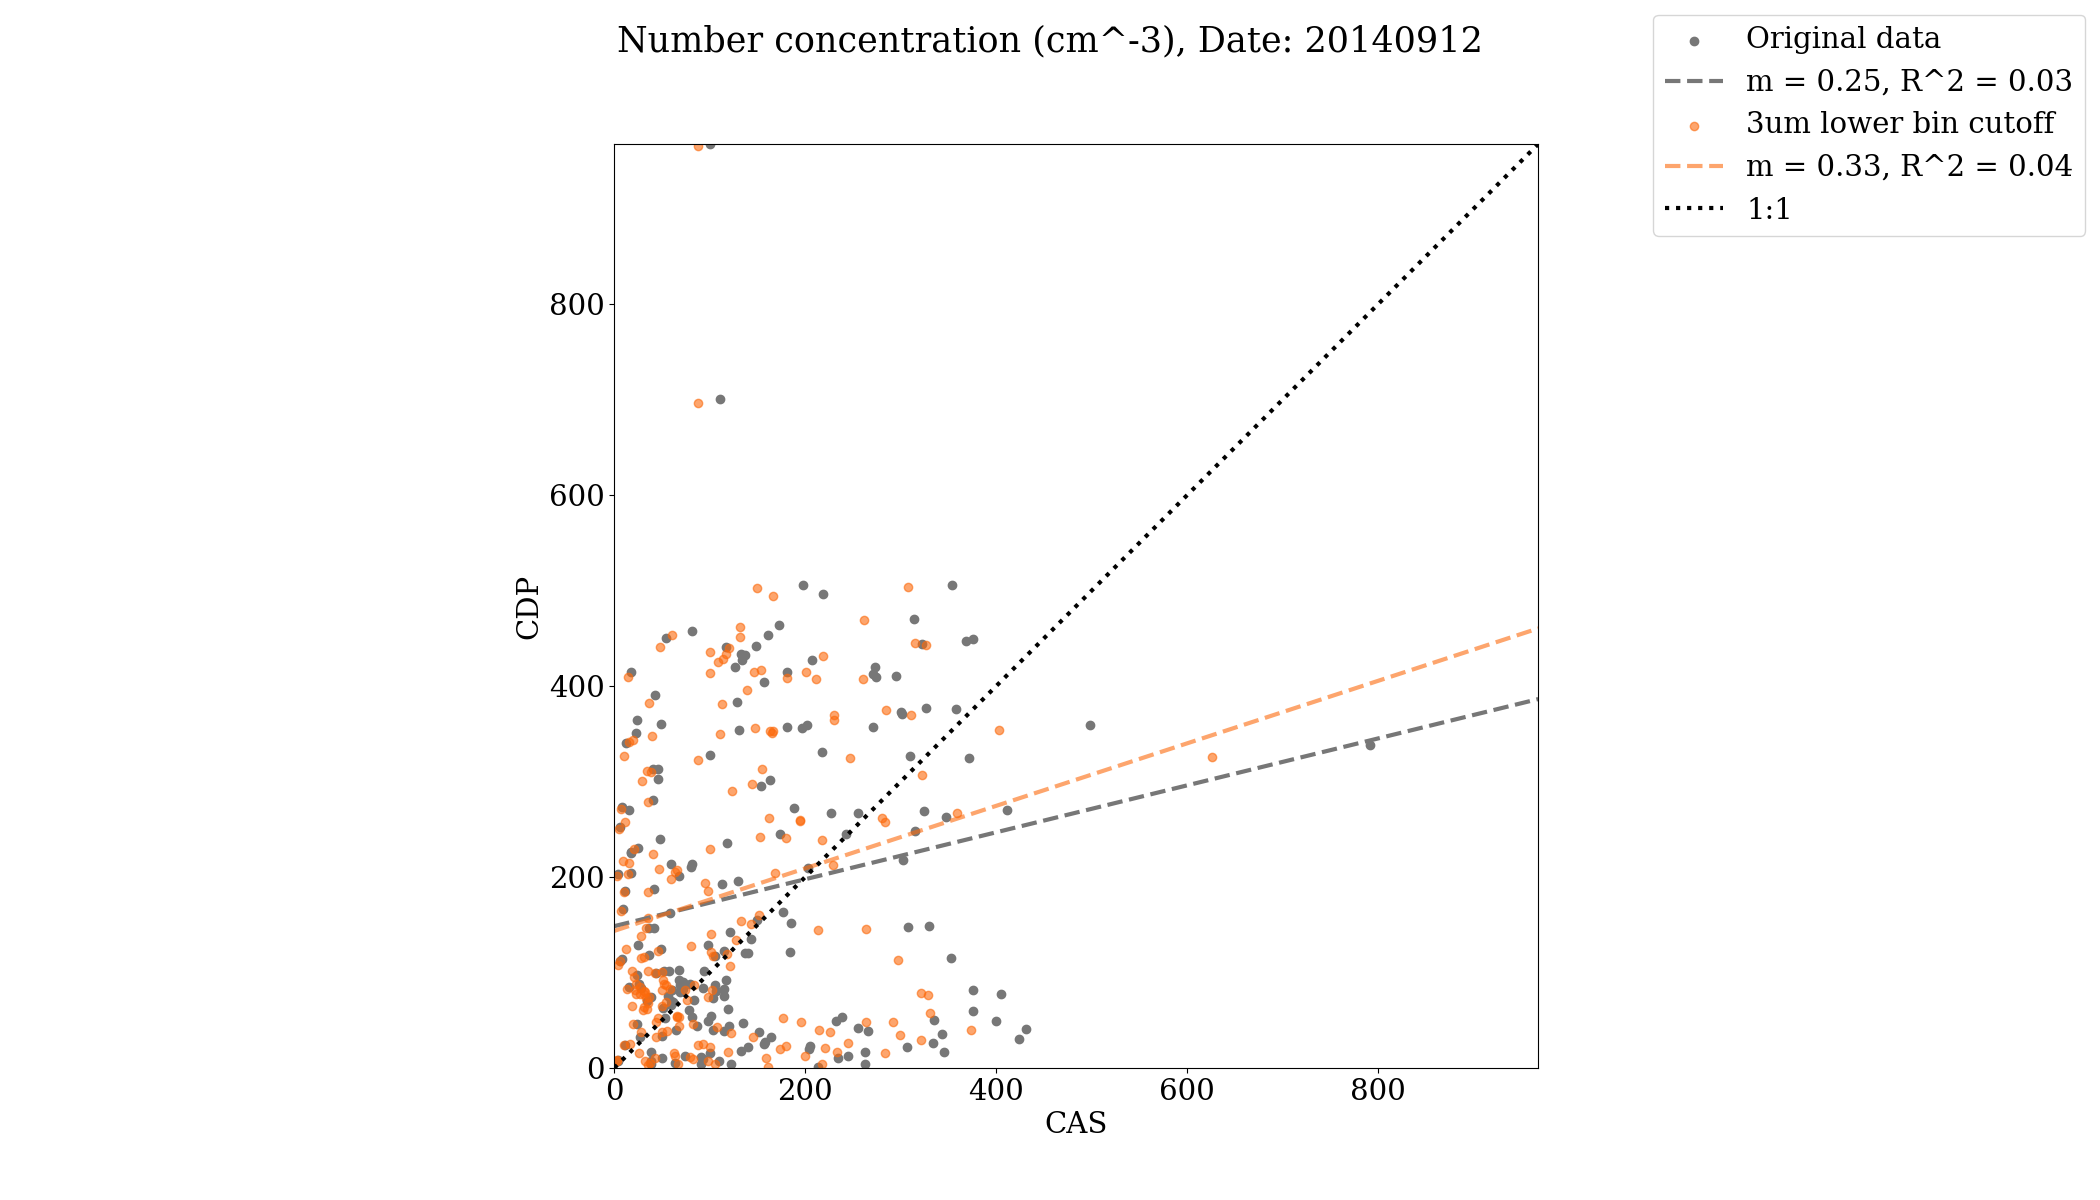 Number concentration (cm^-3), Date: 20140912
Original data
m = 0.25, R^2 = 0.03
3um lower bin cutoff
m = 0.33, R^2 = 0.04
1:1
800
600
400
200
0
CDP
0 200 400 600 800
CAS